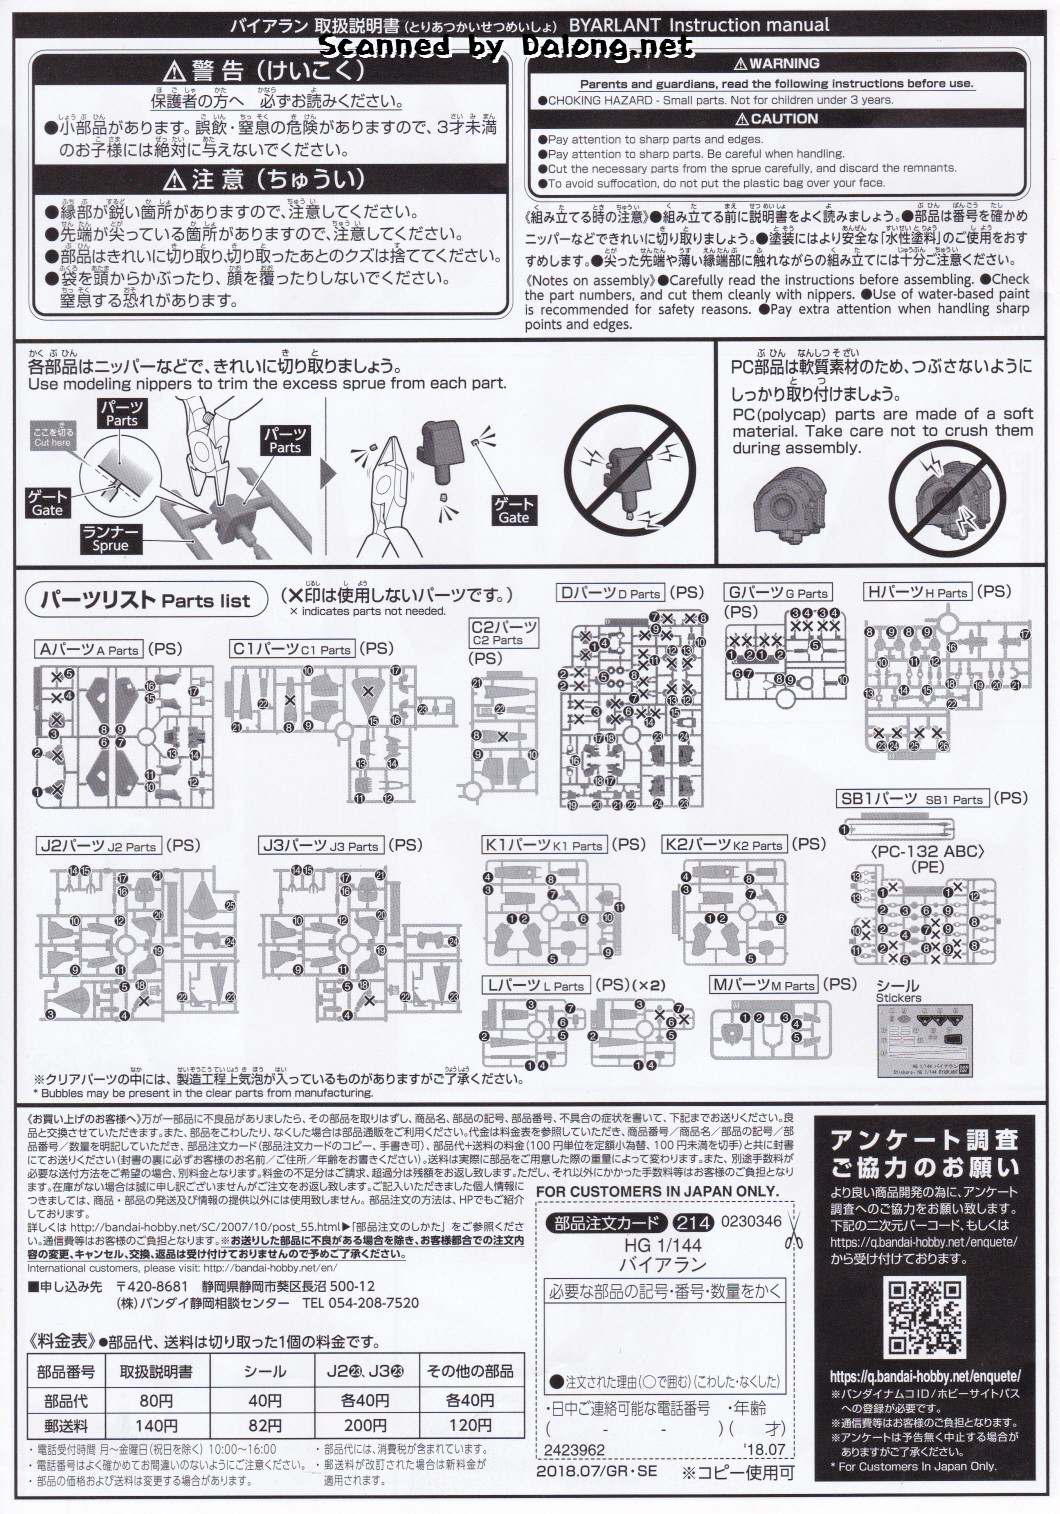 バイアラン 取扱説明書(とりあつかいせつめいしょ) BYARLANT Instruction manual
Scanned by Dalong.net
⚠警告(けいこく)
保護者の方へ 必ずお読みください。
●小部品があります。誤飲・窒息の危険がありますので、3才未満
のお子様には絶対に与えないでください。
⚠注意(ちゅうい)
●縁部が鋭い箇所がありますので、注意してください。
●先端が尖っている箇所がありますので、注意してください。
●部品はきれいに切り取り、切り取ったあとのクズは捨ててください。
●袋を頭からかぶったり、顔を覆ったりしないでください。
窒息する恐れがあります。
⚠WARNING
Parents and guardians, read the following instructions before use.
●CHOKING HAZARD - Small parts. Not for children under 3 years.
⚠CAUTION
●Pay attention to sharp parts and edges.
●Pay attention to sharp parts. Be careful when handling.
●Cut the necessary parts from the sprue carefully, and discard the remnants.
●To avoid suffocation, do not put the plastic bag over your face.
《組み立てる時の注意》●組み立てる前に説明書をよく読みましょう。●部品は番号を確かめ
ニッパーなどできれいに切り取りましょう。●塗装にはより安全な「水性塗料」のご使用をおす
すめします。●尖った先端や薄い縁端部に触れながらの組み立てには十分ご注意ください。
《Notes on assembly》●Carefully read the instructions before assembling. ●Check
the part numbers, and cut them cleanly with nippers. ●Use of water-based paint
is recommended for safety reasons. ●Pay extra attention when handling sharp
points and edges.
各部品はニッパーなどで、きれいに切り取りましょう。
Use modeling nippers to trim the excess sprue from each part.
パーツ
Parts
ここを切る
Cut here
パーツ
Parts
ゲート
Gate
ランナー
Sprue
ゲート
Gate
PC部品は軟質素材のため、つぶさないように
しっかり取り付けましょう。
PC(polycap) parts are made of a soft
material. Take care not to crush them
during assembly.
パーツリスト Parts list
(×印は使用しないパーツです。)
× indicates parts not needed.
Aパーツ A Parts (PS)
C1パーツ C1 Parts (PS)
C2パーツ
C2 Parts
(PS)
Dパーツ D Parts (PS)
Gパーツ G Parts
(PS)
Hパーツ H Parts (PS)
SB1パーツ SB1 Parts (PS)
J2パーツ J2 Parts (PS)
J3パーツ J3 Parts (PS)
K1パーツ K1 Parts (PS)
K2パーツ K2 Parts (PS)
〈PC-132 ABC〉
(PE)
Lパーツ L Parts (PS)(×2)
Mパーツ M Parts (PS)
シール
Stickers
※クリアパーツの中には、製造工程上気泡が入っているものがありますがご了承ください。
* Bubbles may be present in the clear parts from manufacturing.
《お買い上げのお客様へ》万が一部品に不良品がありましたら、その部品を取りはずし、商品名、部品の記号、部品番号、不具合の症状を書いて、下記までお送りください。良
品と交換させていただきます。また、部品をこわしたり、なくした場合は部品通販をご利用ください。代金は料金表を参照していただき、商品番号/商品名/部品の記号/部
品番号/数量を明記していただき、部品注文カード(部品注文カードのコピー、手書き可)、部品代+送料の料金(100円単位を定額小為替、100円未満を切手)と共に封書
にてお送りください(封書の裏に必ずお客様のお名前/ご住所/年齢をお書きください)。送料は実際に部品をご用意した際の重量によって変わります。また、別途手数料が
必要な送付方法をご希望の場合、別料金となります。料金の不足分はご請求、超過分は残額をお返し致します。ただし、それ以外にかかった手数料等はお客様のご負担となり
ます。在庫がない場合は誠に申し訳ございませんがご注文をお返し致します。ご記入いただきました個人情報に
つきましては、商品・部品の発送及び情報の提供以外には使用致しません。部品注文の方法は、HPでもご紹介
しております。
詳しくは http://bandai-hobby.net/SC/2007/10/post_55.html▶「部品注文のしかた」をご参照くださ
い。通信費等はお客様のご負担となります。※お送りした部品に不良がある場合を除き、お客様都合での注文内
容の変更、キャンセル、交換、返品は受け付けておりませんので予めご了承ください。
International customers, please visit: http://bandai-hobby.net/en/
■申し込み先 〒420-8681 静岡県静岡市葵区長沼500-12
(株)バンダイ静岡相談センター TEL 054-208-7520
《料金表》●部品代、送料は切り取った1個の料金です。
部品番号 取扱説明書 シール J2㉓、J3㉓ その他の部品
部品代 80円 40円 各40円 各40円
郵送料 140円 82円 200円 120円
・電話受付時間 月~金曜日(祝日を除く) 10:00~16:00
・電話番号はよく確かめてお間違いのないようにご注意ください。
・部品の価格および送料は変更する場合があります。
・部品代には、消費税が含まれています。
・郵送料が改訂された場合は新料金が
適用されます。
FOR CUSTOMERS IN JAPAN ONLY.
部品注文カード 214 0230346
HG 1/144
バイアラン
必要な部品の記号・番号・数量をかく
●注文された理由(○で囲む)(こわした・なくした)
・日中ご連絡可能な電話番号 ・年齢
( - - )( 才)
2423962 '18.07
2018.07/GR・SE ※コピー使用可
アンケート調査
ご協力のお願い
より良い商品開発の為に、アンケート
調査へのご協力をお願い致します。
下記の二次元バーコード、もしくは
https://q.bandai-hobby.net/enquete/
から受け付けております。
https://q.bandai-hobby.net/enquete/
※バンダイナムコID/ホビーサイトパス
への登録が必要です。
※通信費等はお客様のご負担となります。
※アンケートは予告無く中止する場合が
ありますがご了承ください。
* For Customers In Japan Only.